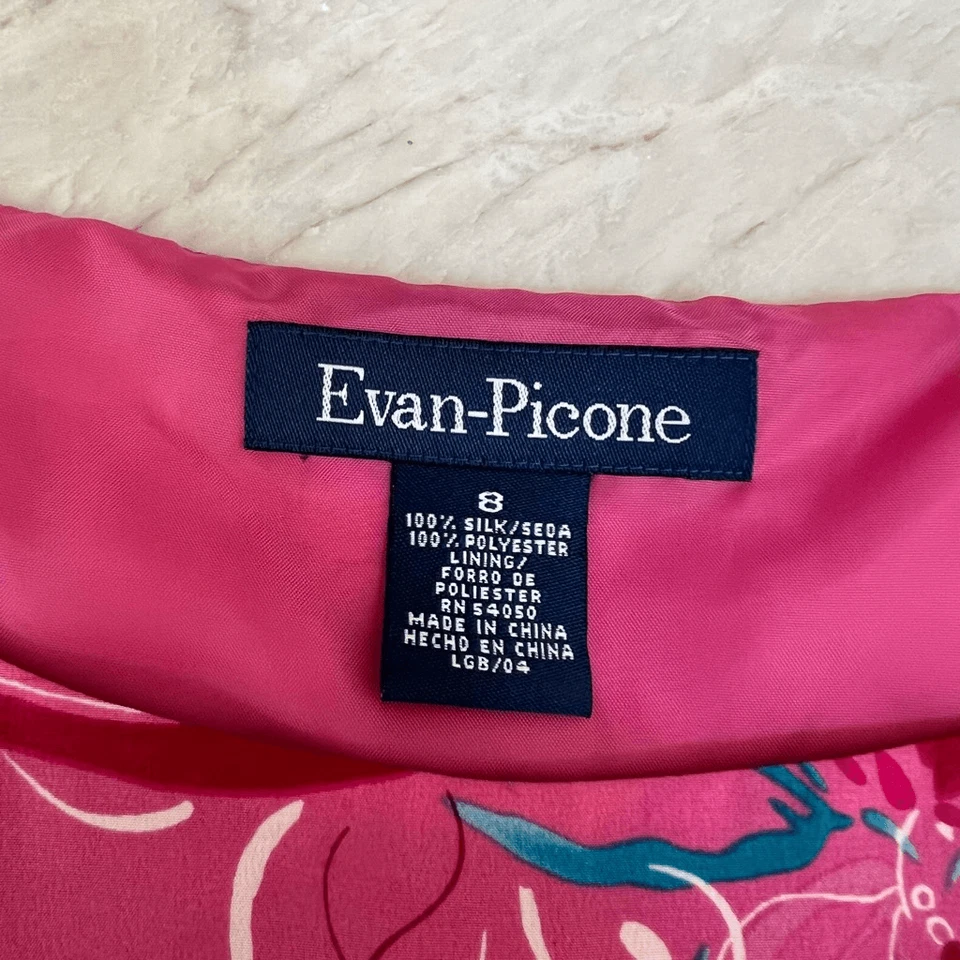 Evan-Picone
8
100% SILK/SEDA
100% POLYESTER
LINING/
FORRO DE
POLIESTER
RN 54050
MADE IN CHINA
HECHO EN CHINA
LGB/04